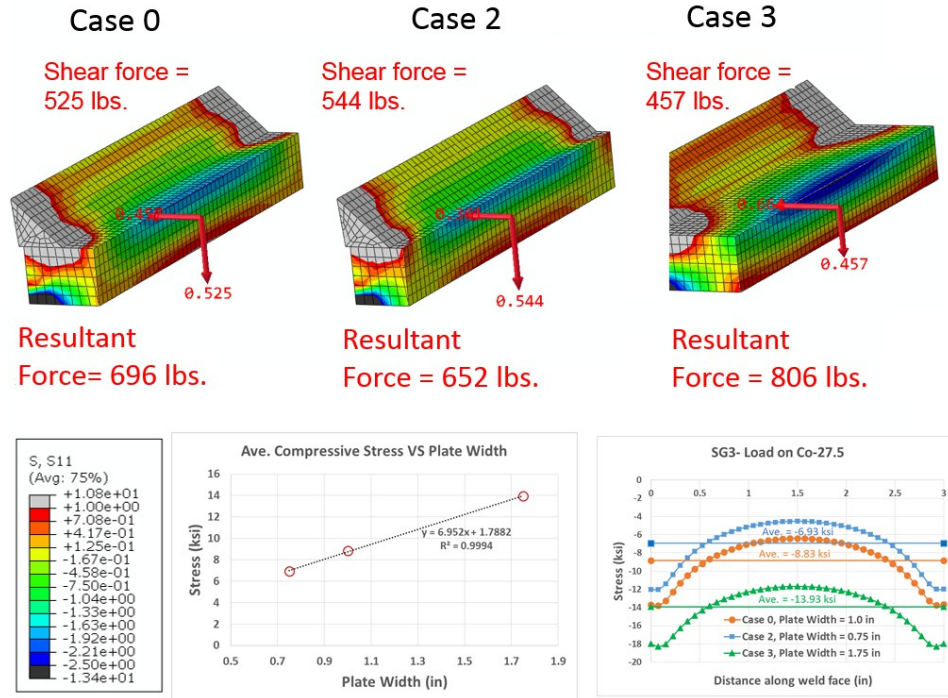 Case 0
Case 2
Case 3
Shear force =
525 lbs.
Shear force =
544 lbs.
Shear force =
457 lbs.
0.525
0.544
0.457
Resultant
Force= 696 lbs.
Resultant
Force = 652 lbs.
Resultant
Force = 806 lbs.
S, S11
(Avg: 75%)
+1.08e+01
+1.00e+00
+7.08e-01
+4.17e-01
+1.25e-01
-1.67e-01
-4.58e-01
-7.50e-01
-1.04e+00
-1.33e+00
-1.63e+00
-1.92e+00
-2.21e+00
-2.50e+00
-1.34e+01
Ave. Compressive Stress VS Plate Width
16
14
12
10
8
6
4
2
0
0.5
0.7
0.9
1.1
1.3
1.5
1.7
1.9
Stress (ksi)
Plate Width (in)
y = 6.952x + 1.7882
R² = 0.9994
SG3- Load on Co-27.5
0
-2
-4
-6
-8
-10
-12
-14
-16
-18
-20
0
0.5
1
1.5
2
2.5
3
Stress (ksi)
Ave. = -6.93 ksi
Ave. = -8.83 ksi
Ave. = -13.93 ksi
Case 0, Plate Width = 1.0 in
Case 2, Plate Width = 0.75 in
Case 3, Plate Width = 1.75 in
Distance along weld face (in)